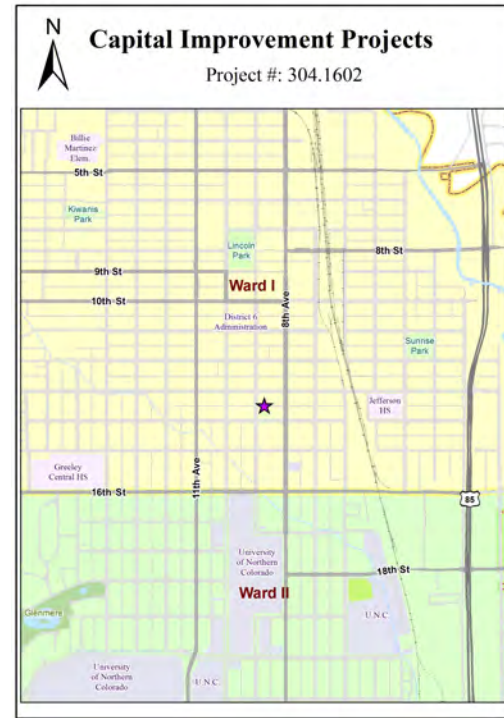 N
Capital Improvement Projects
Project #: 304.1602
Billie
Martinez
Elem.
5th St
Kiwanis
Park
Lincoln
Park
8th St
9th St
Ward I
10th St
8th Ave
District 6
Administration
Sunrise
Park
Jefferson
HS
11th Ave
Greeley
Central HS
16th St
85
University
of Northern
Colorado
18th St
Ward II
Glenmere
U.N.C.
University
of Northern
Colorado
U.N.C.